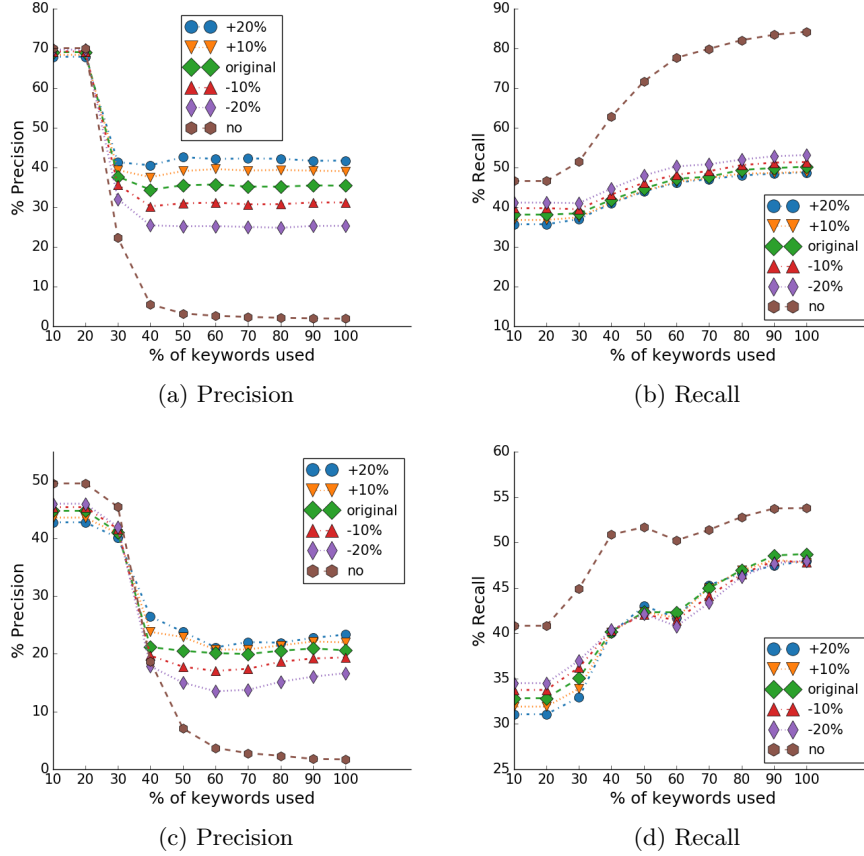 80
70
60
50
40
30
20
10
0
% Precision
+20%
+10%
original
-10%
-20%
no
10 20 30 40 50 60 70 80 90 100
% of keywords used
(a) Precision
90
80
70
60
50
40
30
20
10
% Recall
+20%
+10%
original
-10%
-20%
no
10 20 30 40 50 60 70 80 90 100
% of keywords used
(b) Recall
50
40
30
20
10
0
% Precision
+20%
+10%
original
-10%
-20%
no
10 20 30 40 50 60 70 80 90 100
% of keywords used
(c) Precision
60
55
50
45
40
35
30
25
% Recall
+20%
+10%
original
-10%
-20%
no
10 20 30 40 50 60 70 80 90 100
% of keywords used
(d) Recall